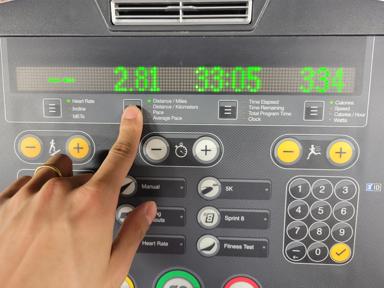 -- -- 2.81 33:05 334
Heart Rate
Incline
METs
Distance / Miles
Distance / Kilometers
Pace
Average Pace
Time Elapsed
Time Remaining
Total Program Time
Clock
Calories
Speed
Calories / Hour
Watts
Manual
5K
Sprint 8
Heart Rate
Fitness Test
1 2 3
4 5 6
7 8 9
0
ID
GO